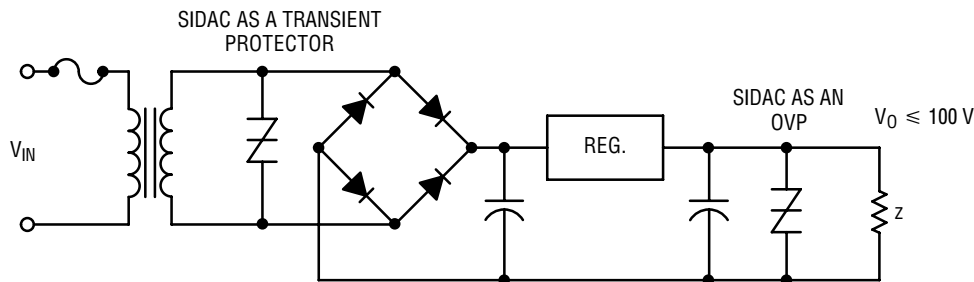 SIDAC AS A TRANSIENT
PROTECTOR
SIDAC AS AN
OVP
V_O ⩽ 100 V
V_IN
REG.
z